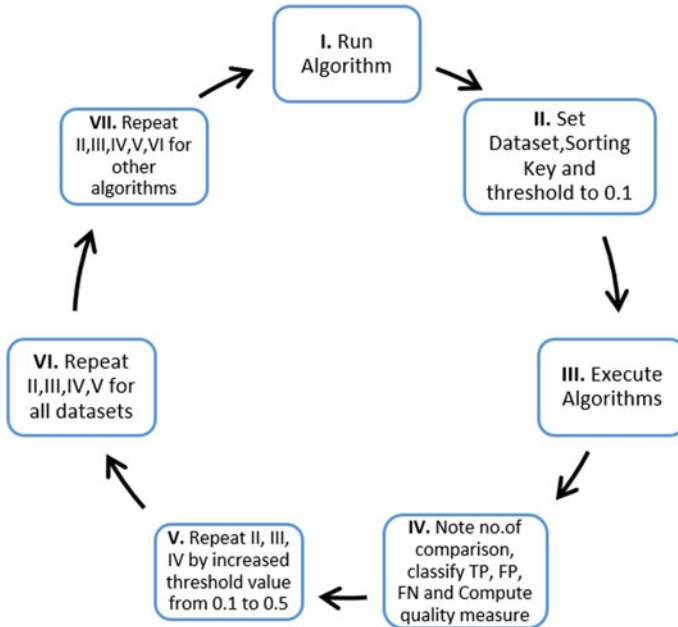 I. Run
Algorithm
II. Set
Dataset,Sorting
Key and
threshold to 0.1
III. Execute
Algorithms
IV. Note no.of
comparison,
classify TP, FP,
FN and Compute
quality measure
V. Repeat II, III,
IV by increased
threshold value
from 0.1 to 0.5
VI. Repeat
II,III,IV,V for
all datasets
VII. Repeat
II,III,IV,V,VI for
other
algorithms